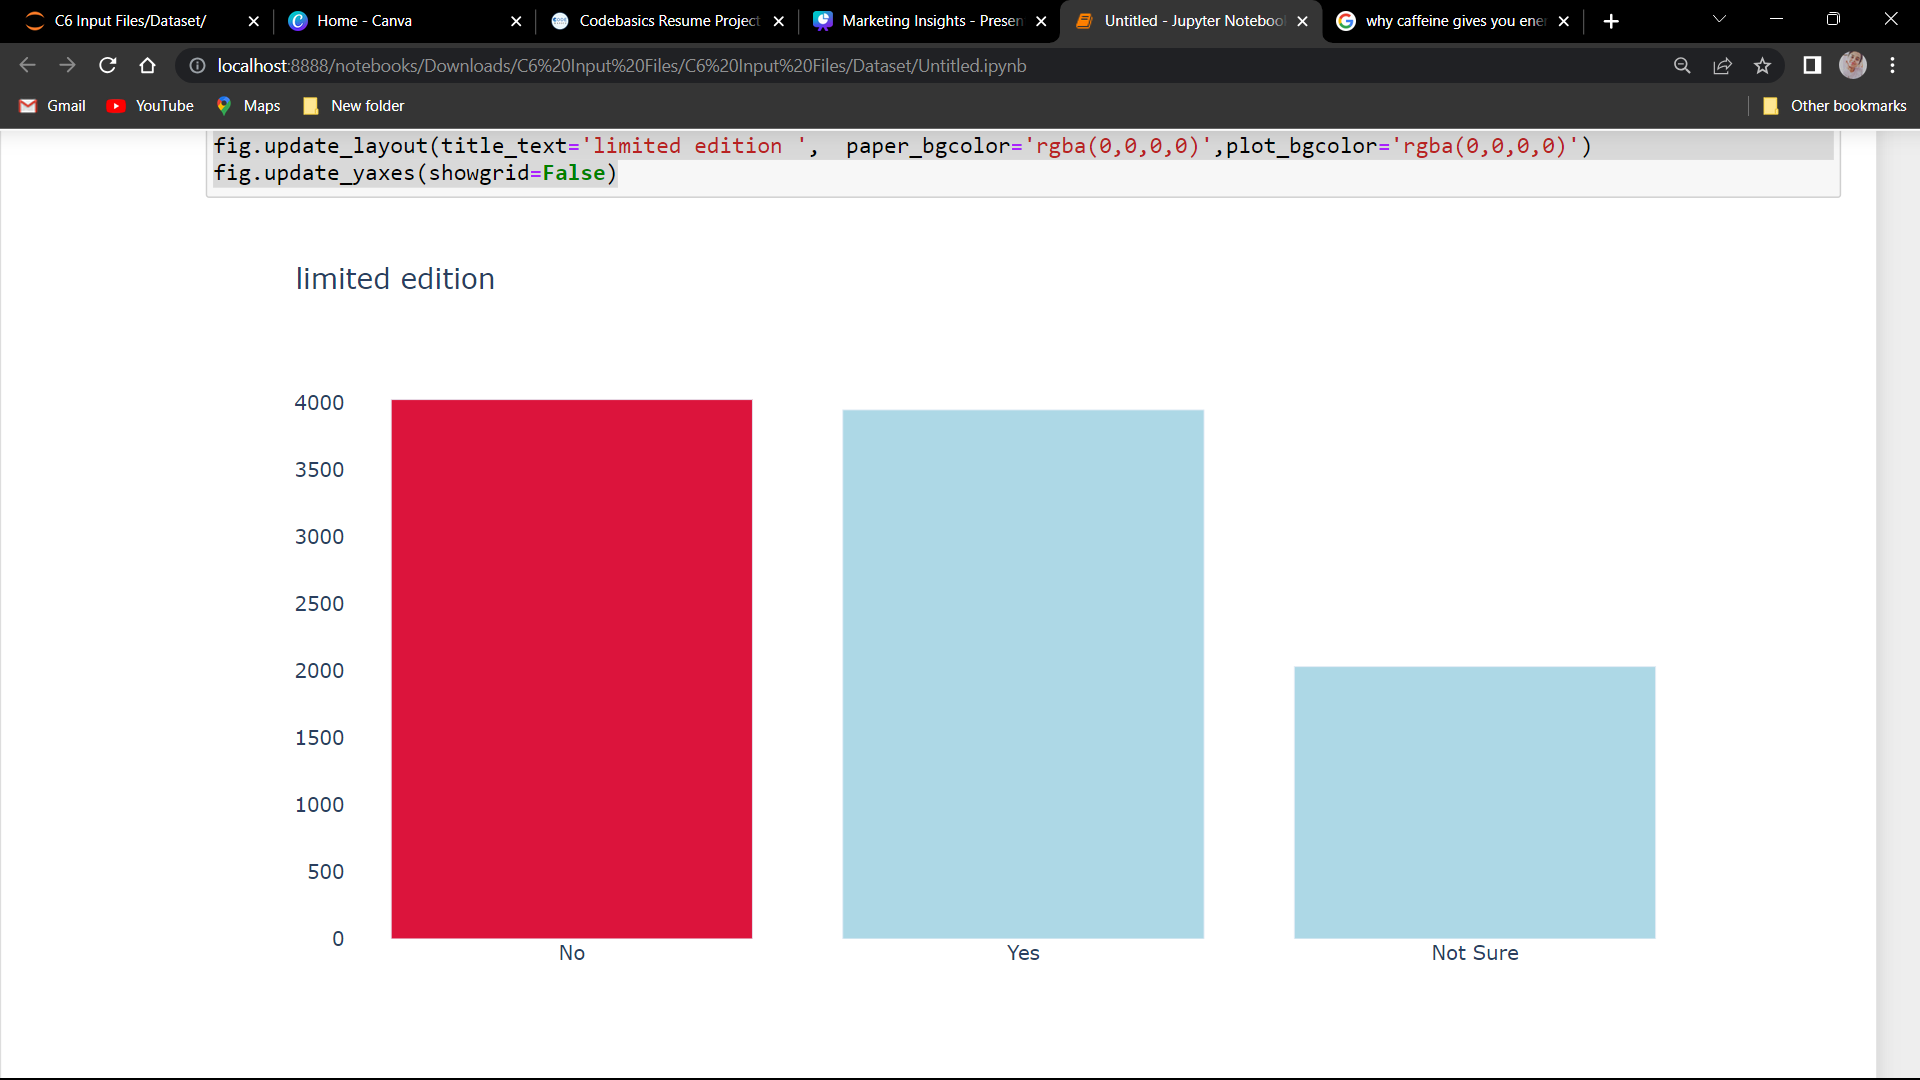 C6 Input Files/Dataset/
Home - Canva
Codebasics Resume Project
Marketing Insights - Presen
Untitled - Jupyter Notebook
why caffeine gives you ene
localhost:8888/notebooks/Downloads/C6%20Input%20Files/C6%20Input%20Files/Dataset/Untitled.ipynb
Gmail
YouTube
Maps
New folder
Other bookmarks
fig.update_layout(title_text='limited edition ',  paper_bgcolor='rgba(0,0,0,0)',plot_bgcolor='rgba(0,0,0,0)')
fig.update_yaxes(showgrid=False)
limited edition
4000
3500
3000
2500
2000
1500
1000
500
0
No
Yes
Not Sure